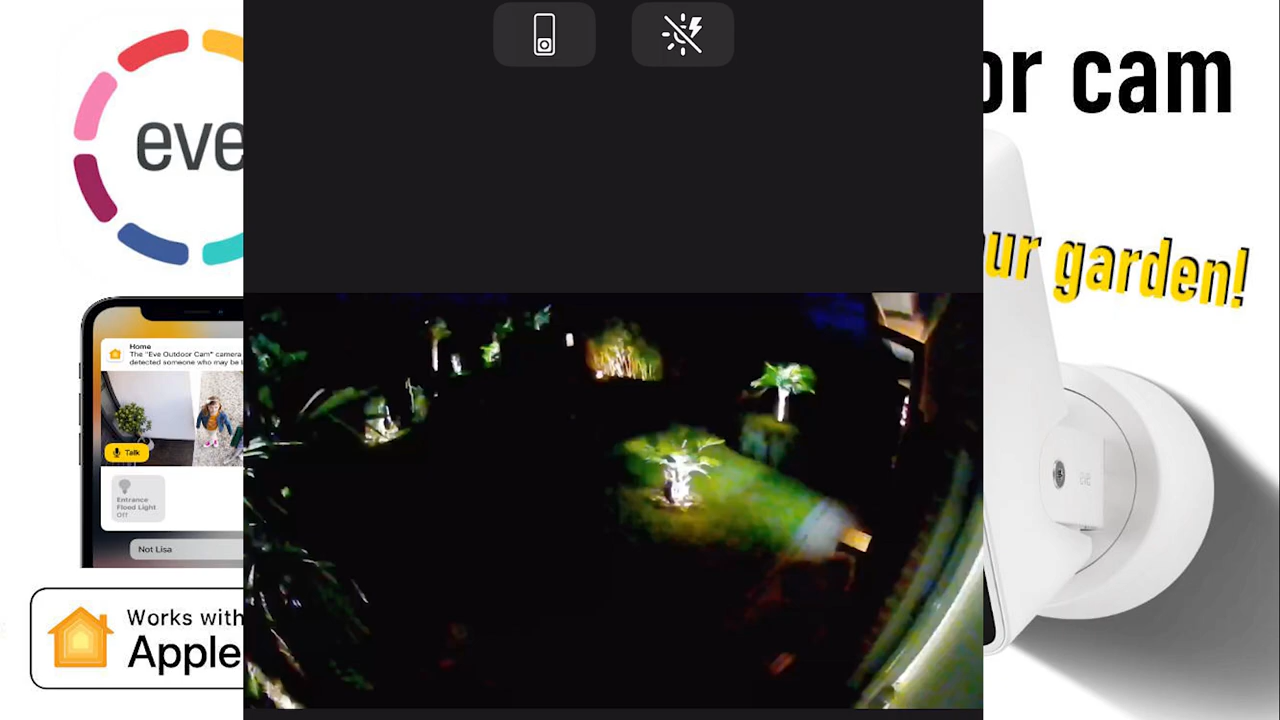 eve
or cam
ur garden!
Home
The "Eve Outdoor Cam" camera
detected someone who may be
Talk
Entrance
Flood Light
Off
Not Lisa
Works with
Apple